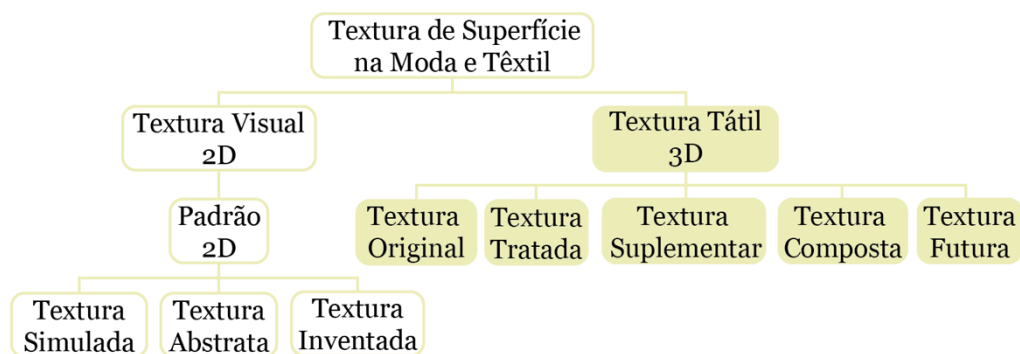 Textura de Superfície
na Moda e Têxtil
Textura Visual
2D
Textura Tátil
3D
Padrão
2D
Textura
Original
Textura
Tratada
Textura
Suplementar
Textura
Composta
Textura
Futura
Textura
Simulada
Textura
Abstrata
Textura
Inventada